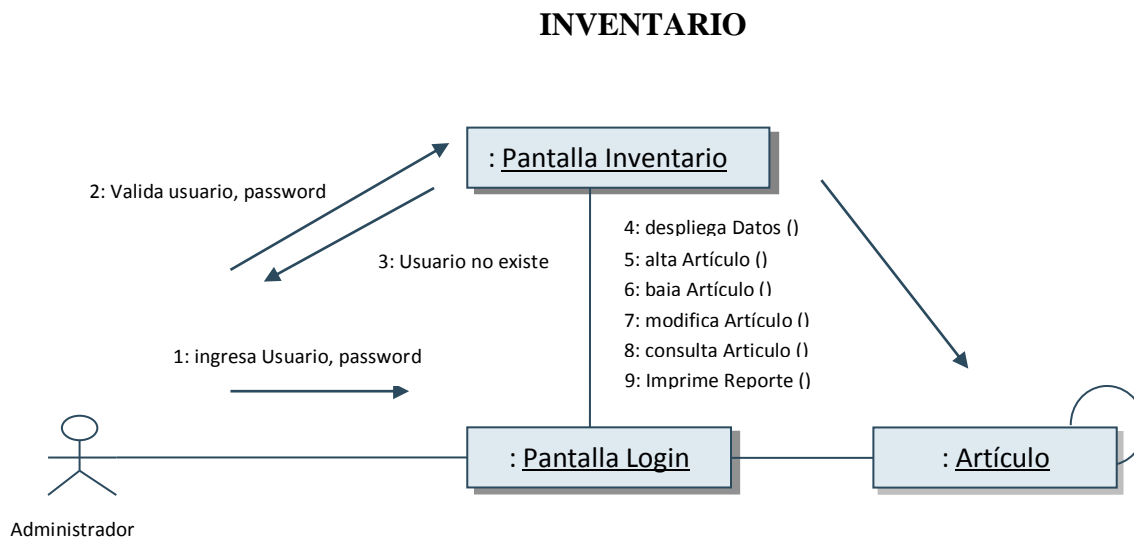 INVENTARIO
: Pantalla Inventario
2: Valida usuario, password
3: Usuario no existe
4: despliega Datos ()
5: alta Artículo ()
6: baja Artículo ()
7: modifica Artículo ()
8: consulta Articulo ()
9: Imprime Reporte ()
1: ingresa Usuario, password
: Pantalla Login
: Artículo
Administrador